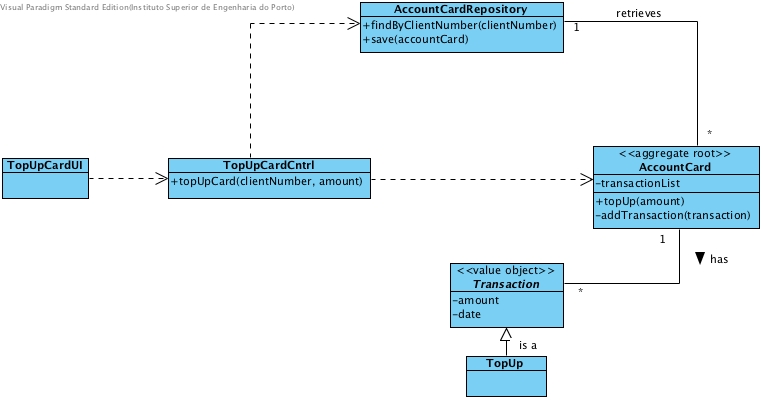 Visual Paradigm Standard Edition(Instituto Superior de Engenharia do Porto)
AccountCardRepository
+findByClientNumber(clientNumber)
+save(accountCard)
retrieves
1
*
TopUpCardUI
TopUpCardCntrl
+topUpCard(clientNumber, amount)
<<aggregate root>>
AccountCard
-transactionList
+topUp(amount)
-addTransaction(transaction)
1
has
*
<<value object>>
Transaction
-amount
-date
is a
TopUp